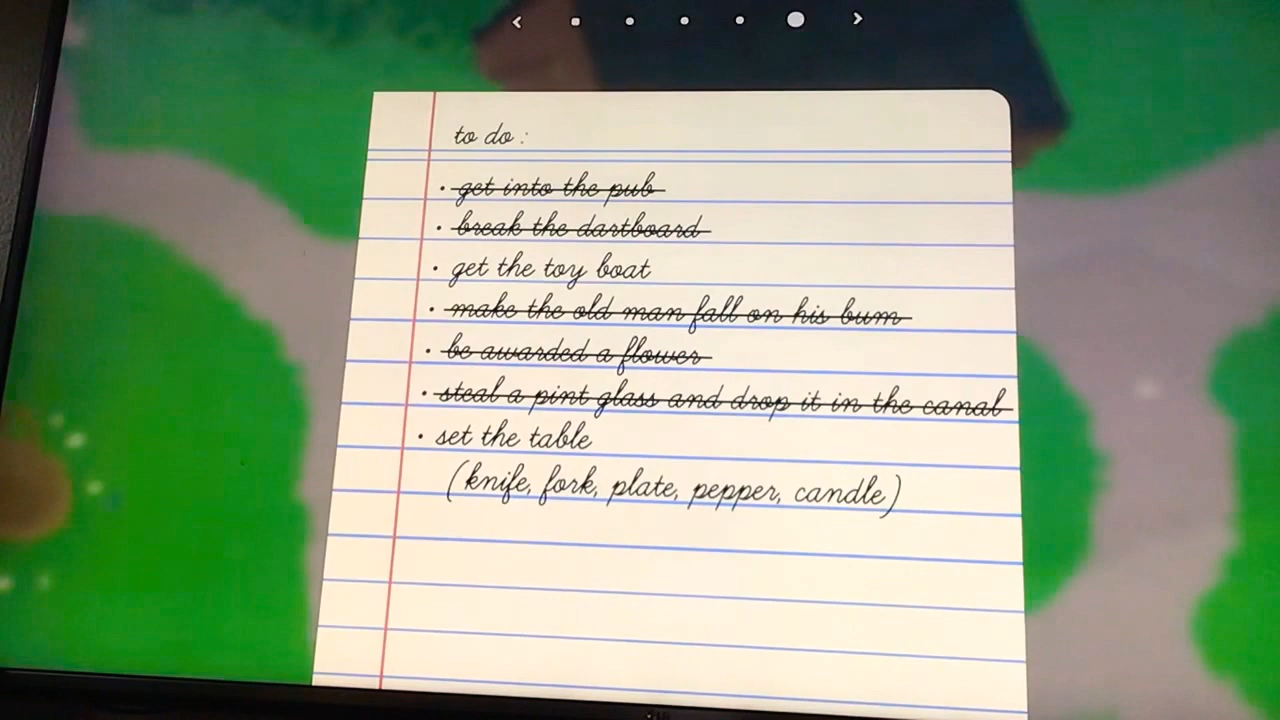 to do:
• get into the pub
• break the dartboard
• get the toy boat
• make the old man fall on his bum
• be awarded a flower
• steal a pint glass and drop it in the canal
• set the table
(knife, fork, plate, pepper, candle)